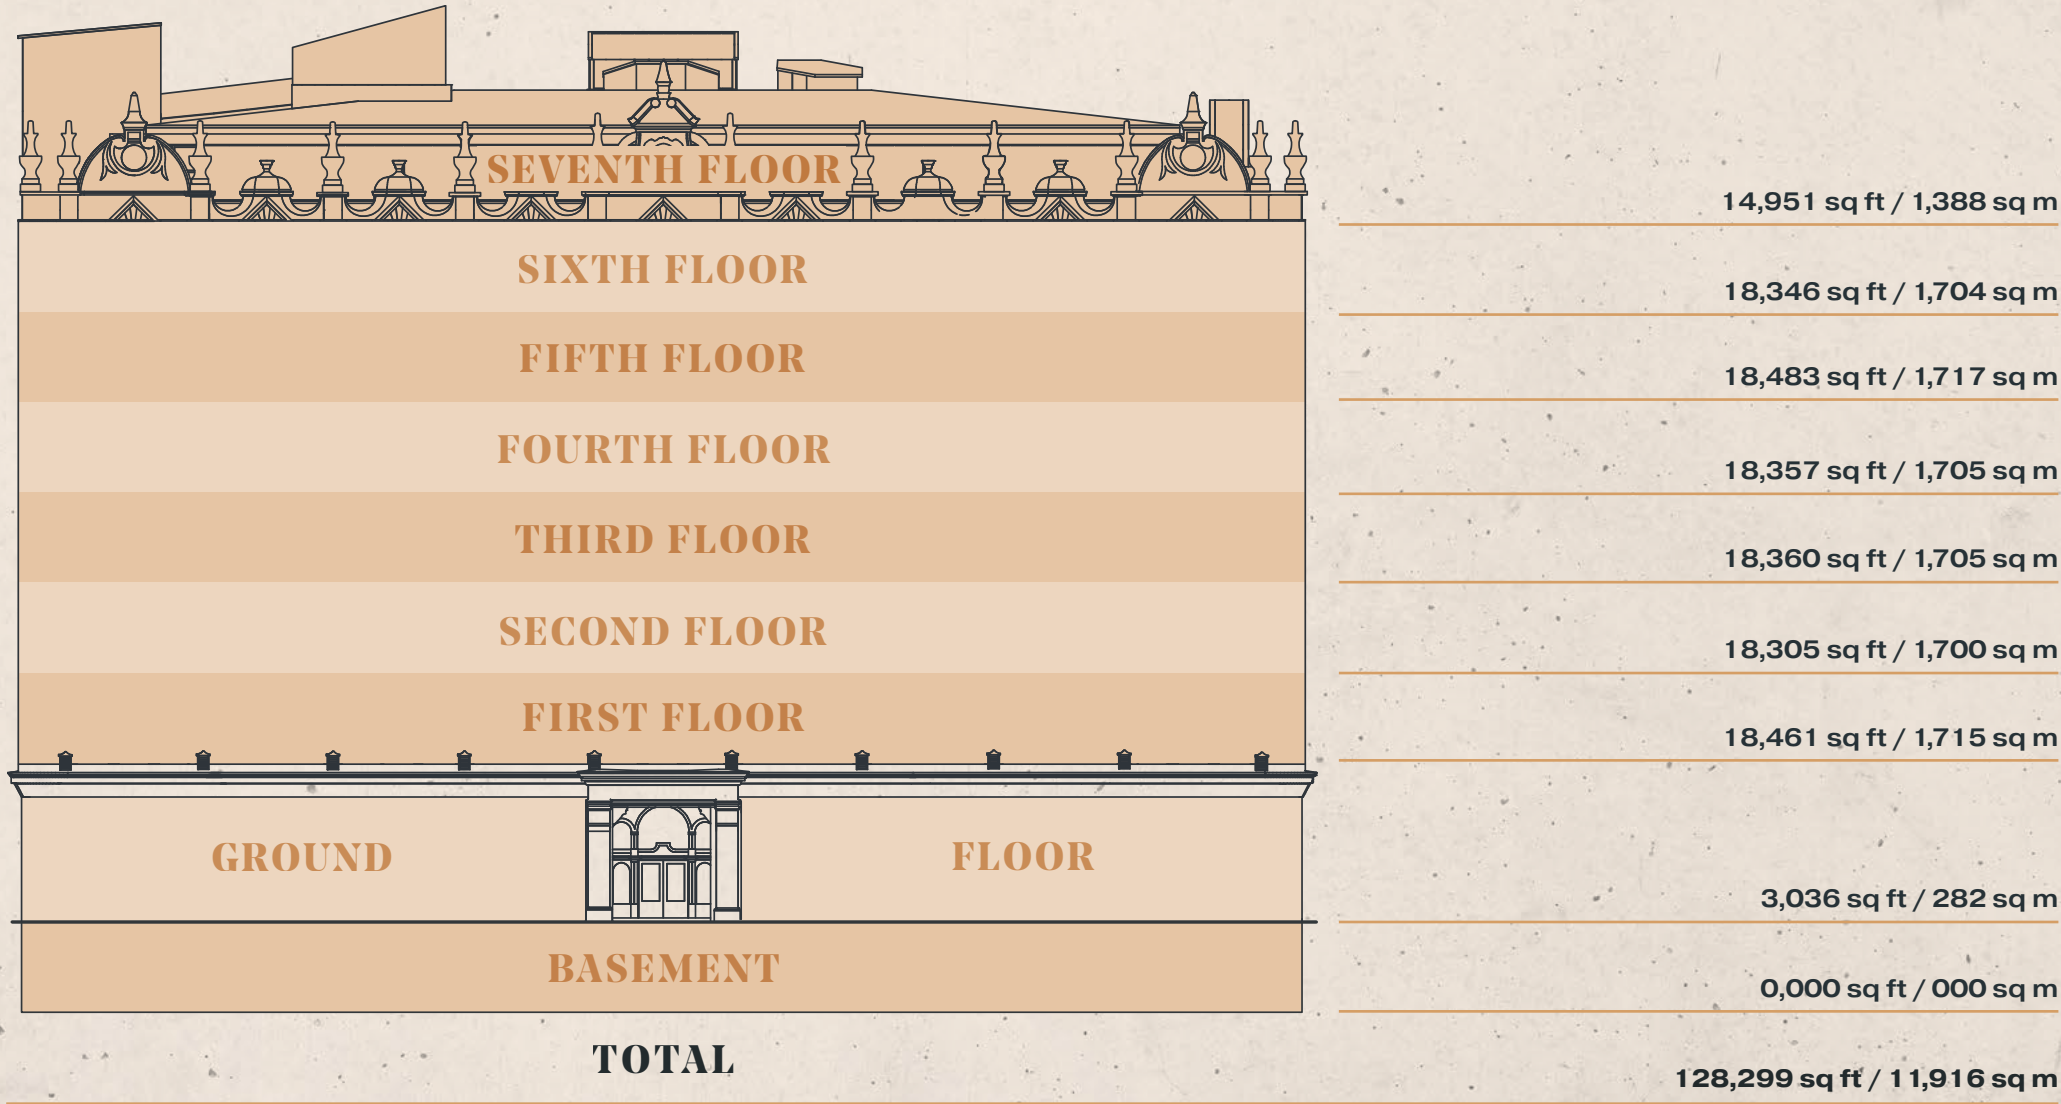 SEVENTH FLOOR
14,951 sq ft / 1,388 sq m
SIXTH FLOOR
18,346 sq ft / 1,704 sq m
FIFTH FLOOR
18,483 sq ft / 1,717 sq m
FOURTH FLOOR
18,357 sq ft / 1,705 sq m
THIRD FLOOR
18,360 sq ft / 1,705 sq m
SECOND FLOOR
18,305 sq ft / 1,700 sq m
FIRST FLOOR
18,461 sq ft / 1,715 sq m
GROUND FLOOR
3,036 sq ft / 282 sq m
BASEMENT
0,000 sq ft / 000 sq m
TOTAL
128,299 sq ft / 11,916 sq m